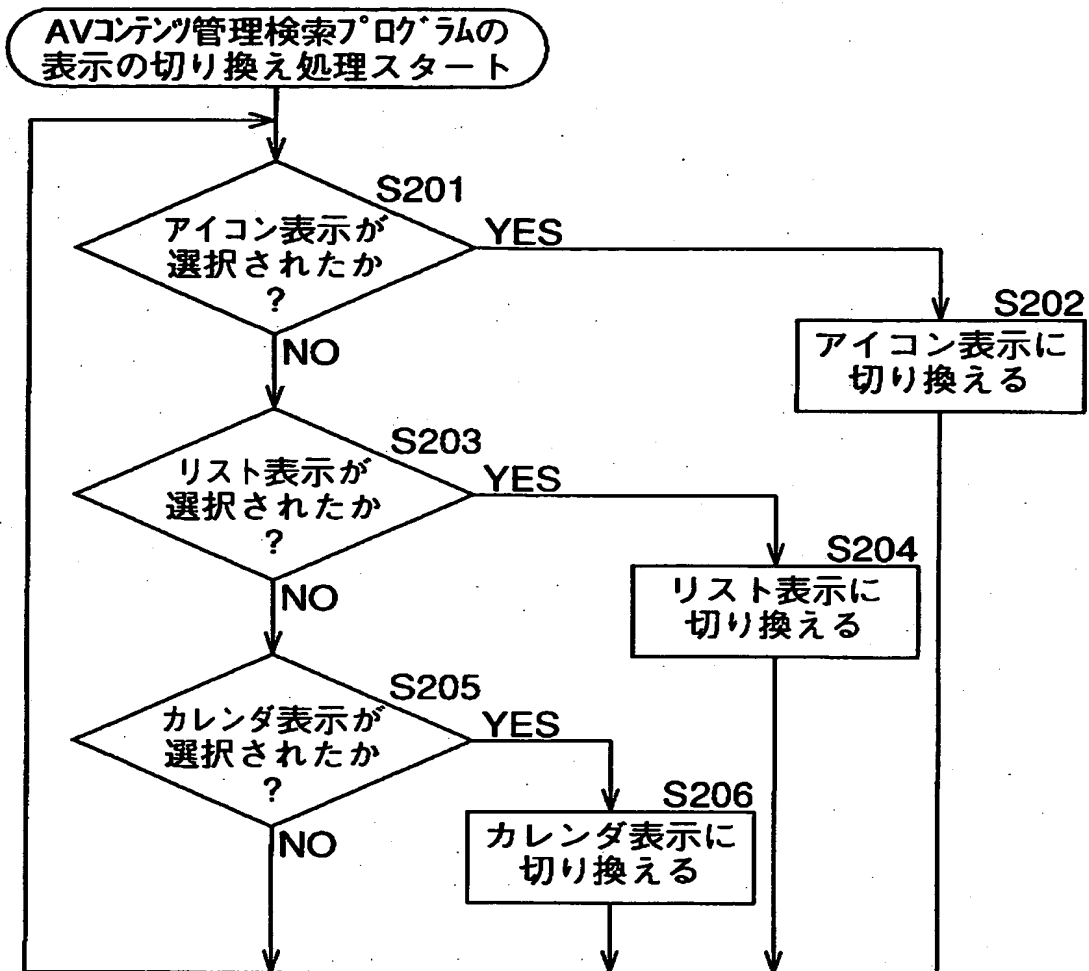 AVコンテンツ管理検索プログラムの
表示の切り換え処理スタート
S201
アイコン表示が
選択されたか
?
YES
NO
S202
アイコン表示に
切り換える
S203
リスト表示が
選択されたか
?
YES
NO
S204
リスト表示に
切り換える
S205
カレンダ表示が
選択されたか
?
YES
NO
S206
カレンダ表示に
切り換える